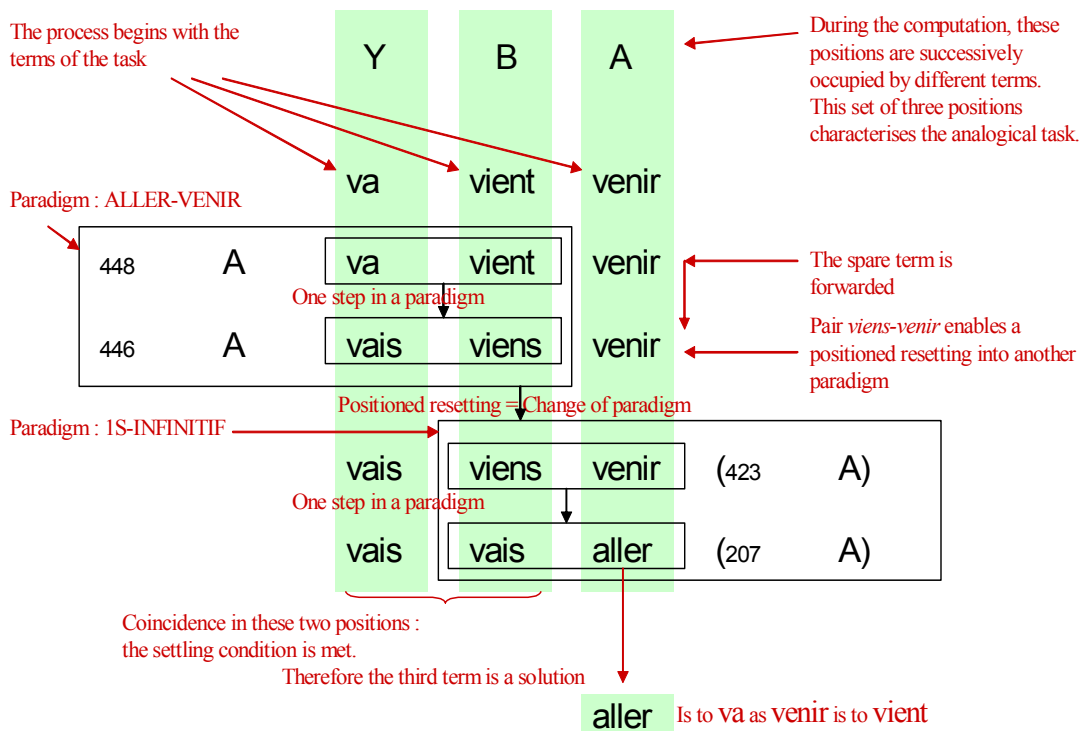 The process begins with the
terms of the task
Y B A
During the computation, these
positions are successively
occupied by different terms.
This set of three positions
characterises the analogical task.
va vient venir
Paradigm : ALLER-VENIR
448 A va vient venir
The spare term is
forwarded
One step in a paradigm
446 A vais viens venir
Pair viens-venir enables a
positioned resetting into another
paradigm
Positioned resetting = Change of paradigm
Paradigm : 1S-INFINITIF
vais viens venir (423 A)
One step in a paradigm
vais vais aller (207 A)
Coincidence in these two positions :
the settling condition is met.
Therefore the third term is a solution
aller Is to va as venir is to vient